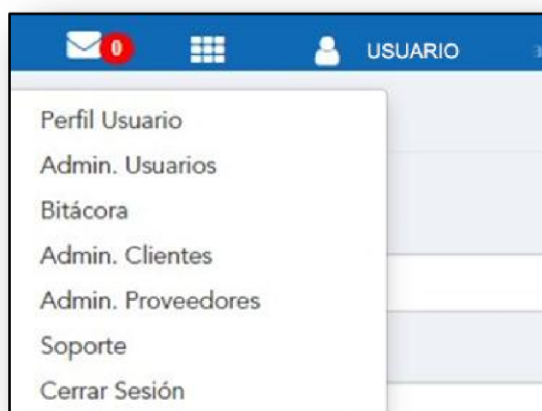 0 USUARIO
Perfil Usuario
Admin. Usuarios
Bitácora
Admin. Clientes
Admin. Proveedores
Soporte
Cerrar Sesión